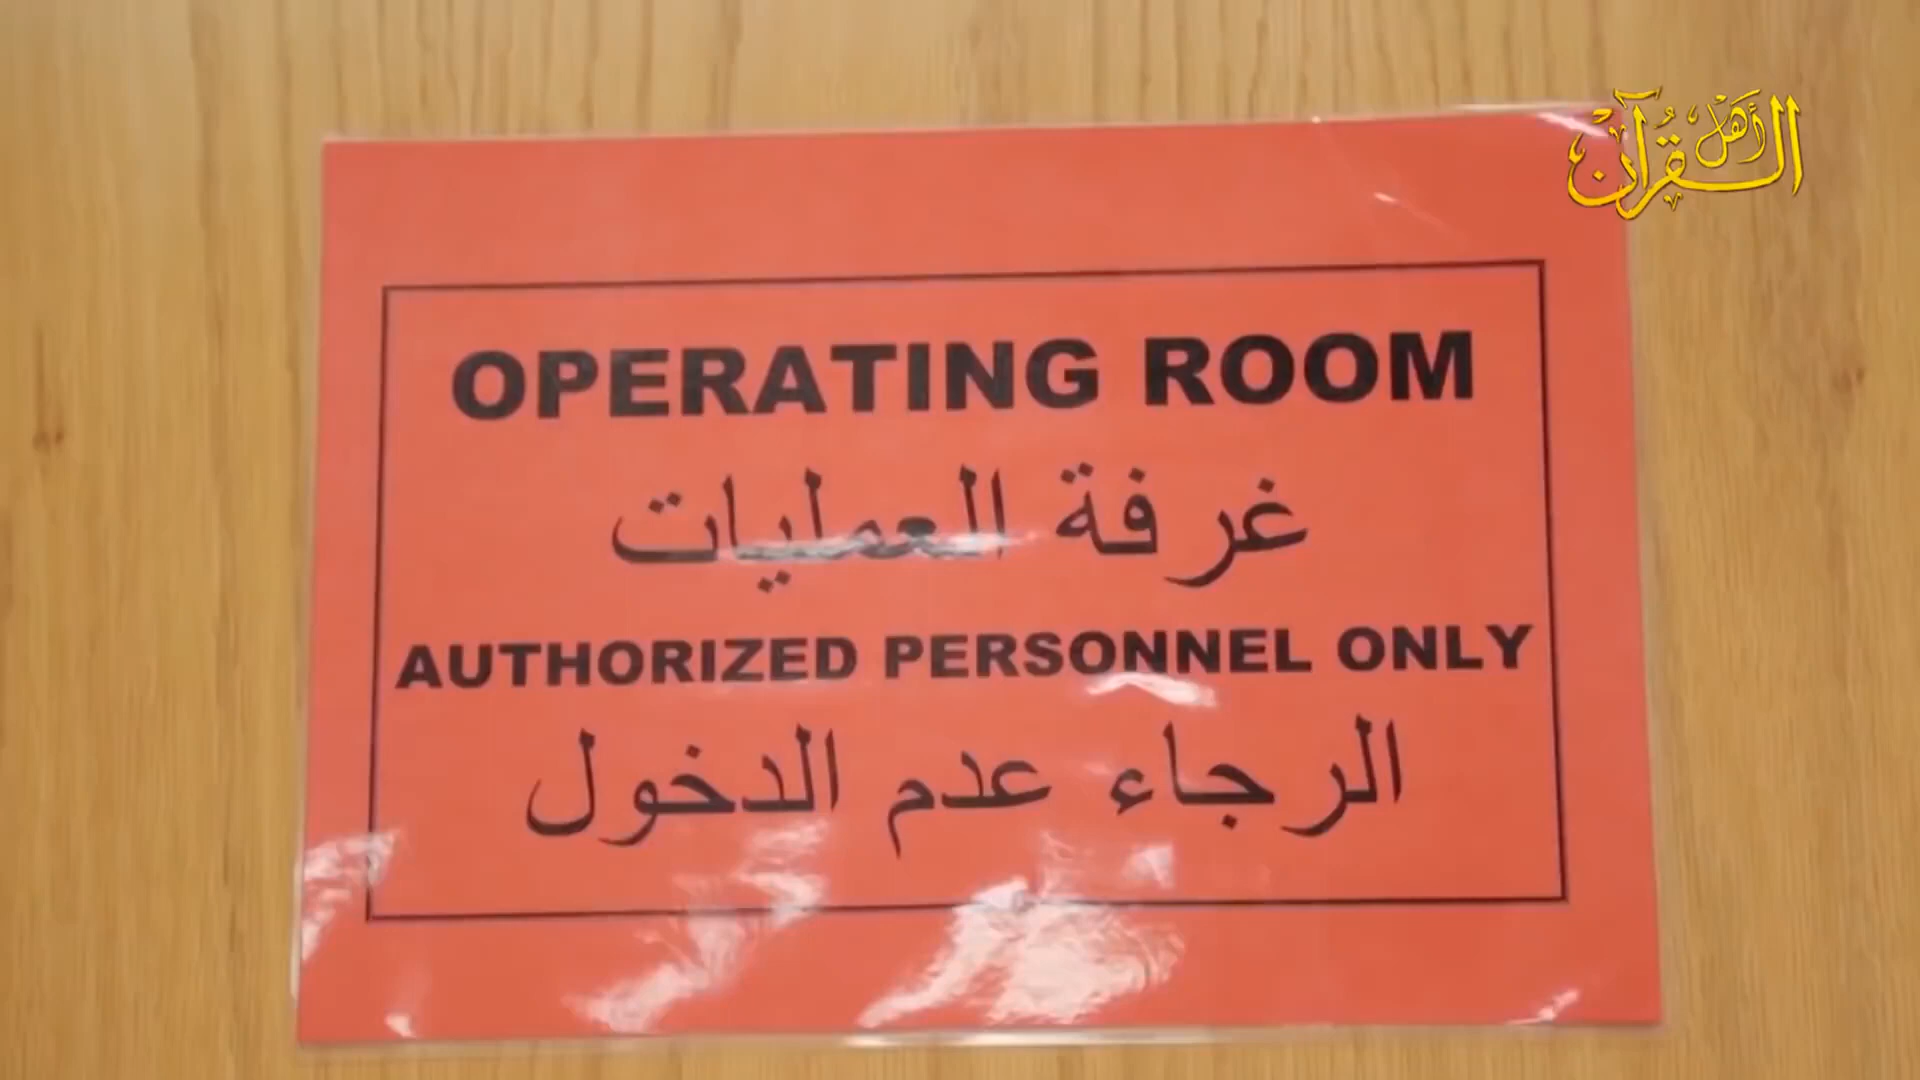 أهل القرآن
OPERATING ROOM
غرفة العمليات
AUTHORIZED PERSONNEL ONLY
الرجاء عدم الدخول